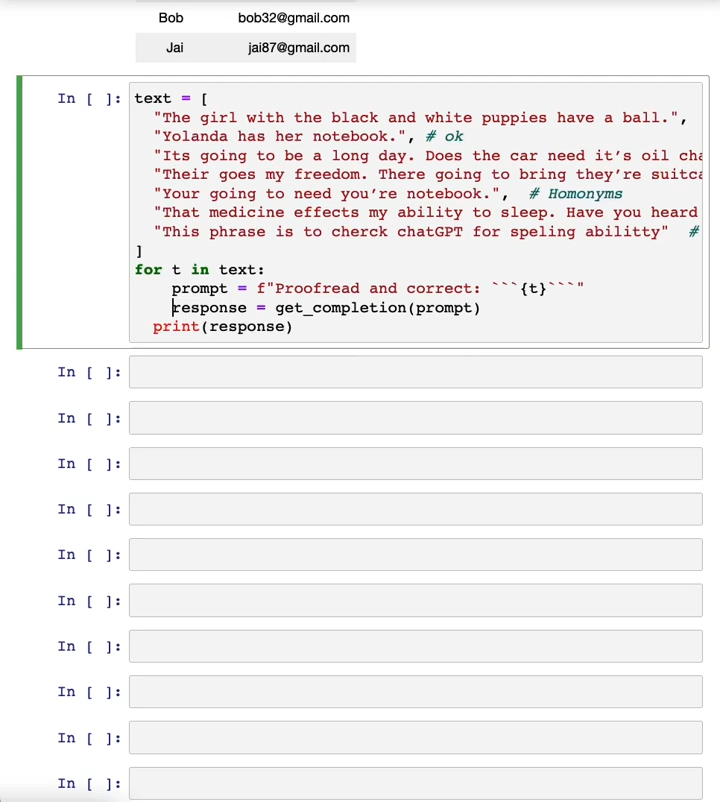 Bob bob32@gmail.com
Jai jai87@gmail.com
In [ ]: text = [
"The girl with the black and white puppies have a ball.",
"Yolanda has her notebook.", # ok
"Its going to be a long day. Does the car need it’s oil cha
"Their goes my freedom. There going to bring they’re suitca
"Your going to need you’re notebook.", # Homonyms
"That medicine effects my ability to sleep. Have you heard
"This phrase is to cherck chatGPT for speling abilitty" #
]
for t in text:
prompt = f"Proofread and correct: ```{t}```"
response = get_completion(prompt)
print(response)
In [ ]:
In [ ]:
In [ ]:
In [ ]:
In [ ]:
In [ ]:
In [ ]:
In [ ]:
In [ ]:
In [ ]: